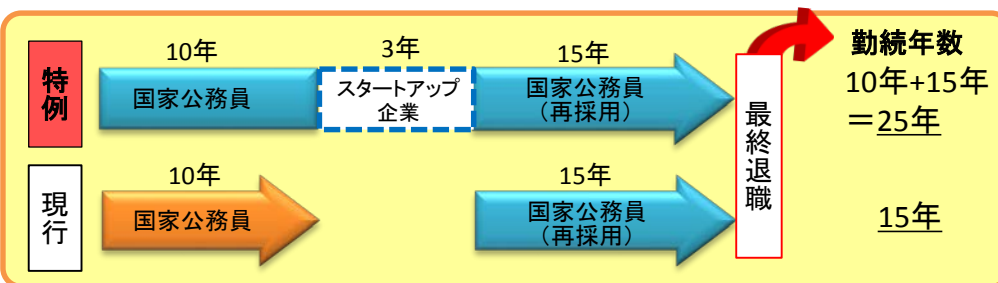 特例
10年
国家公務員
3年
スタートアップ
企業
15年
国家公務員
(再採用)
最終退職
勤続年数
10年+15年
=25年
現行
10年
国家公務員
15年
国家公務員
(再採用)
15年